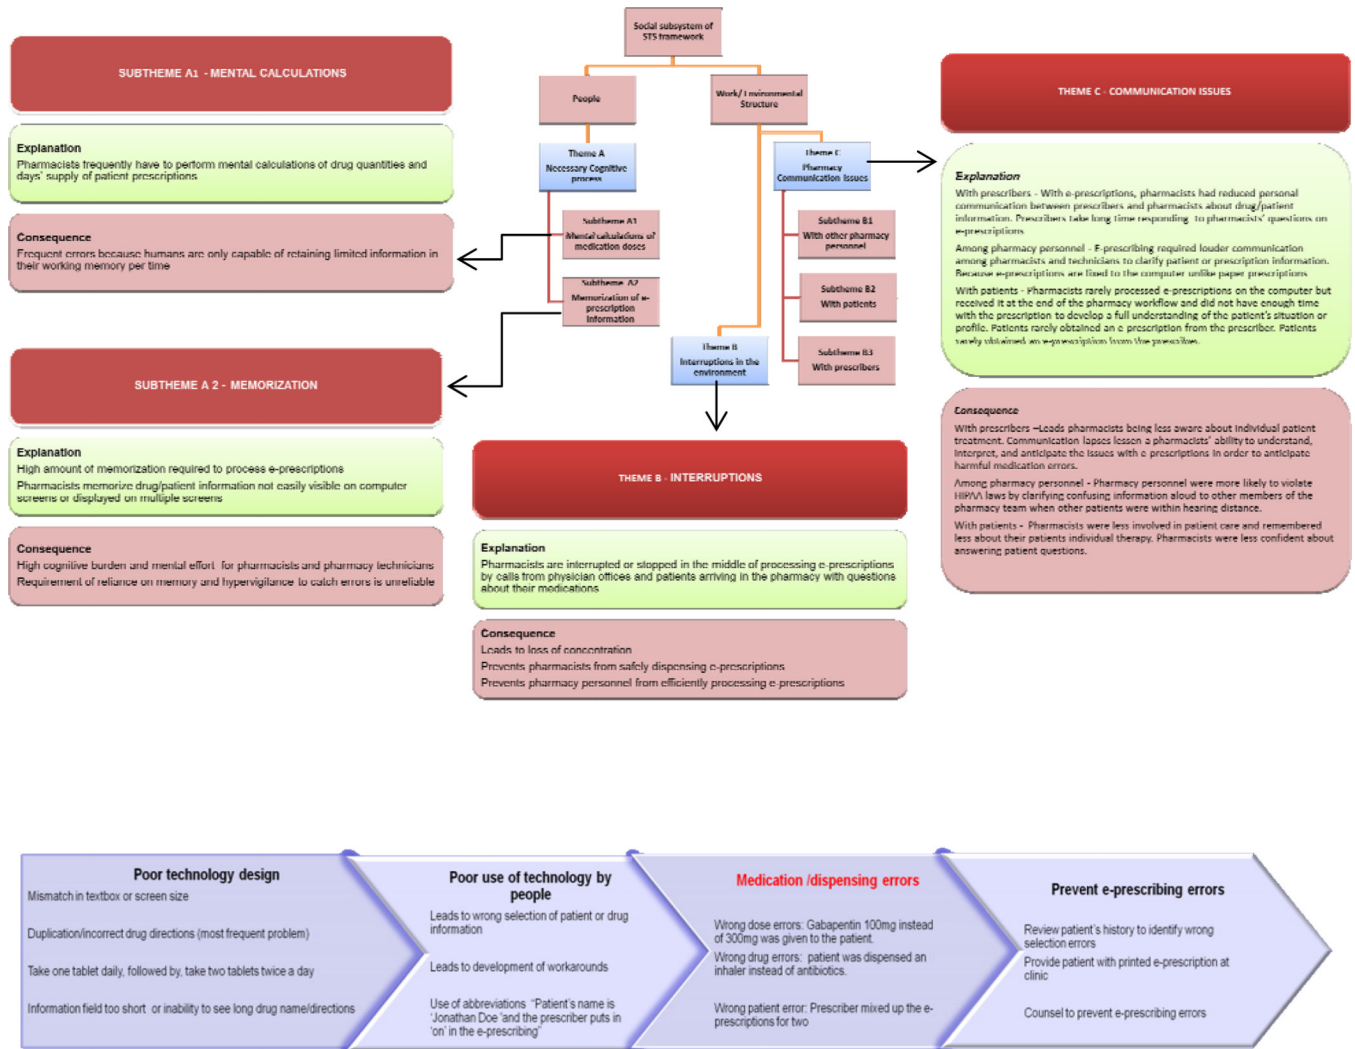 Social subsystem of
STS framework
People
Work/ Environmental
Structure
Theme A
Necessary Cognitive
process
Theme C
Pharmacy
Communication Issues
Subtheme A1
Mental calculations of
medication doses
Subtheme A2
Memorization of e-
prescription
Information
Subtheme B1
With other pharmacy
personnel
Subtheme B2
With patients
Subtheme B3
With prescribers
Theme B
Interruptions in the
environment
SUBTHEME A1 - MENTAL CALCULATIONS
Explanation
Pharmacists frequently have to perform mental calculations of drug quantities and
days' supply of patient prescriptions
Consequence
Frequent errors because humans are only capable of retaining limited information in
their working memory per time
SUBTHEME A 2 - MEMORIZATION
Explanation
High amount of memorization required to process e-prescriptions
Pharmacists memorize drug/patient information not easily visible on computer
screens or displayed on multiple screens
Consequence
High cognitive burden and mental effort for pharmacists and pharmacy technicians
Requirement of reliance on memory and hypervigilance to catch errors is unreliable
THEME B - INTERRUPTIONS
Explanation
Pharmacists are interrupted or stopped in the middle of processing e-prescriptions
by calls from physician offices and patients arriving in the pharmacy with questions
about their medications
Consequence
Leads to loss of concentration
Prevents pharmacists from safely dispensing e-prescriptions
Prevents pharmacy personnel from efficiently processing e-prescriptions
THEME C - COMMUNICATION ISSUES
Explanation
With prescribers - With e-prescriptions, pharmacists had reduced personal
communication between prescribers and pharmacists about drug/patient
information. Prescribers take long time responding to pharmacists' questions on
e-prescriptions
Among pharmacy personnel - E-prescribing required louder communication
among pharmacists and technicians to clarify patient or prescription information.
Because e-prescriptions are fixed to the computer unlike paper prescriptions
With patients - Pharmacists rarely processed e-prescriptions on the computer but
received it at the end of the pharmacy workflow and did not have enough time
with the prescription to develop a full understanding of the patient's situation or
profile. Patients rarely obtained an e-prescription from the prescriber. Patients
rarely obtained an e-prescription from the prescriber.
Consequence
With prescribers –Leads pharmacists being less aware about individual patient
treatment. Communication lapses lessen a pharmacists' ability to understand,
interpret, and anticipate the issues with e-prescriptions in order to anticipate
harmful medication errors.
Among pharmacy personnel - Pharmacy personnel were more likely to violate
HIPAA laws by clarifying confusing information aloud to other members of the
pharmacy team when other patients were within hearing distance.
With patients - Pharmacists were less involved in patient care and remembered
less about their patients individual therapy. Pharmacists were less confident about
answering patient questions.
Poor technology design
Mismatch in textbox or screen size
Duplication/incorrect drug directions (most frequent problem)
Take one tablet daily, followed by, take two tablets twice a day
Information field too short or inability to see long drug name/directions
Poor use of technology by
people
Leads to wrong selection of patient or drug
information
Leads to development of workarounds
Use of abbreviations "Patient's name is
'Jonathan Doe 'and the prescriber puts in
'on' in the e-prescribing"
Medication /dispensing errors
Wrong dose errors: Gabapentin 100mg instead
of 300mg was given to the patient.
Wrong drug errors: patient was dispensed an
inhaler instead of antibiotics.
Wrong patient error: Prescriber mixed up the e-
prescriptions for two
Prevent e-prescribing errors
Review patient's history to identify wrong
selection errors
Provide patient with printed e-prescription at
clinic
Counsel to prevent e-prescribing errors